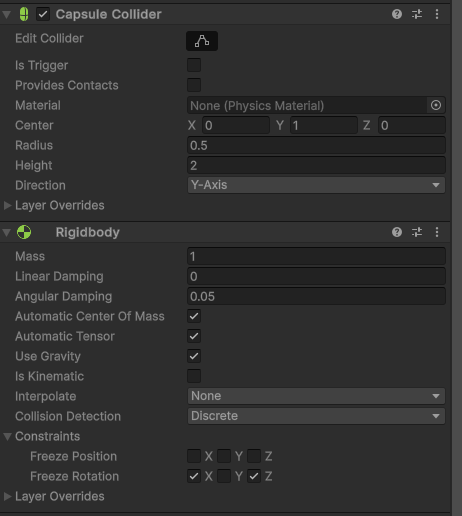 Capsule Collider
Edit Collider
Is Trigger
Provides Contacts
Material None (Physics Material)
Center X 0 Y 1 Z 0
Radius 0.5
Height 2
Direction Y-Axis
Layer Overrides
Rigidbody
Mass 1
Linear Damping 0
Angular Damping 0.05
Automatic Center Of Mass
Automatic Tensor
Use Gravity
Is Kinematic
Interpolate None
Collision Detection Discrete
Constraints
Freeze Position X Y Z
Freeze Rotation X Y Z
Layer Overrides